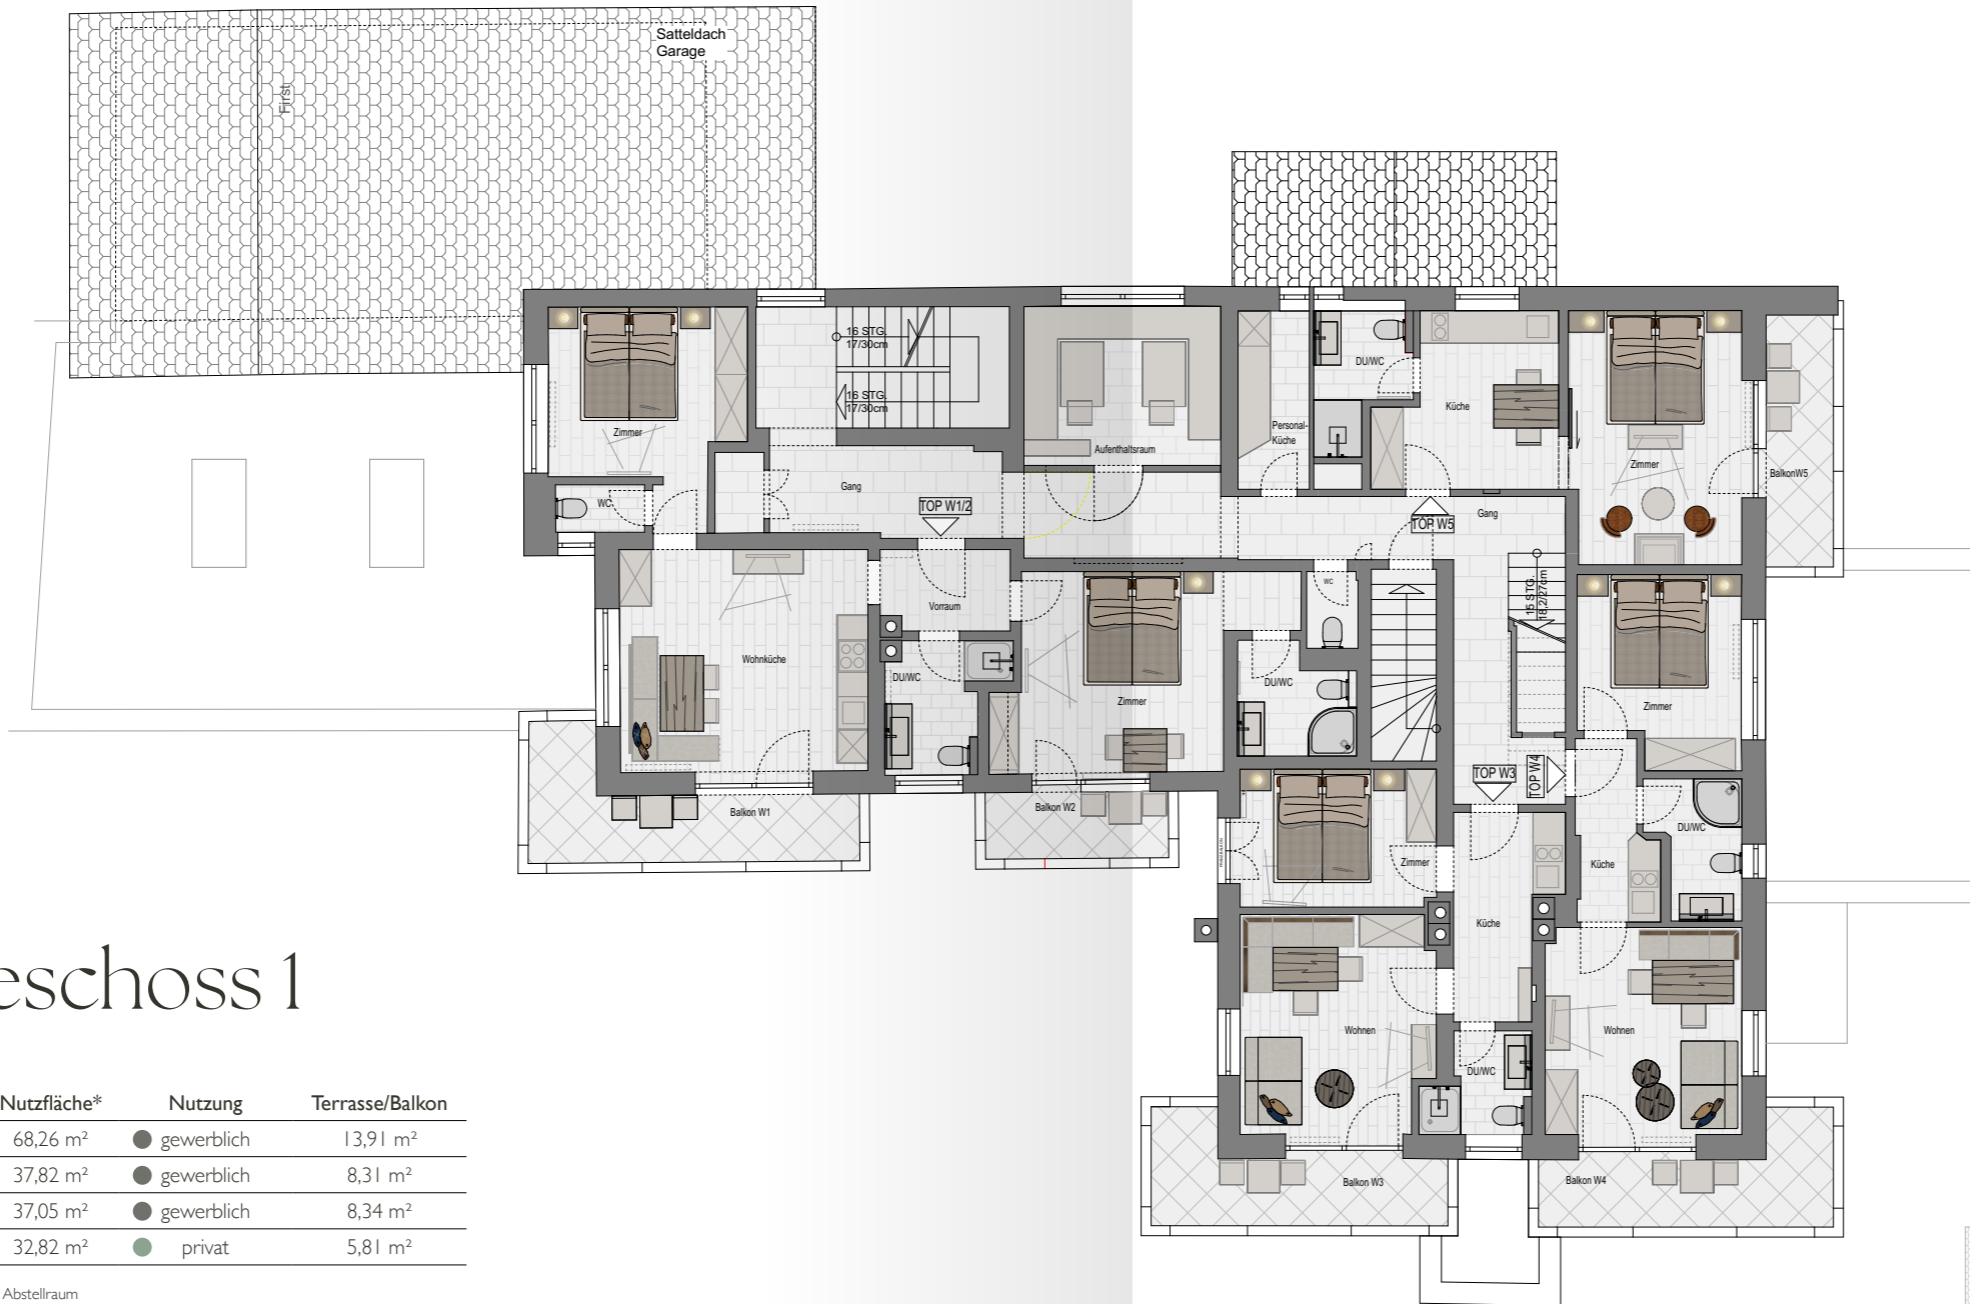 Satteldach
Garage
First
16 STG.
17/30cm
16 STG.
17/30cm
Zimmer
WC
Gang
TOP W1/2
Aufenthaltsraum
Personal-
Küche
DU/WC
Küche
TOP W5
Gang
Zimmer
BalkonW5
15 STG.
18,2/27cm
Wohnküche
Vorraum
DU/WC
Zimmer
WC
DU/WC
Zimmer
Balkon W1
Balkon W2
TOP W3
TOP W4
Zimmer
Küche
Küche
DU/WC
Wohnen
DU/WC
Wohnen
Balkon W3
Balkon W4
eschoss 1
Nutzfläche* Nutzung Terrasse/Balkon
68,26 m² gewerblich 13,91 m²
37,82 m² gewerblich 8,31 m²
37,05 m² gewerblich 8,34 m²
32,82 m² privat 5,81 m²
Abstellraum